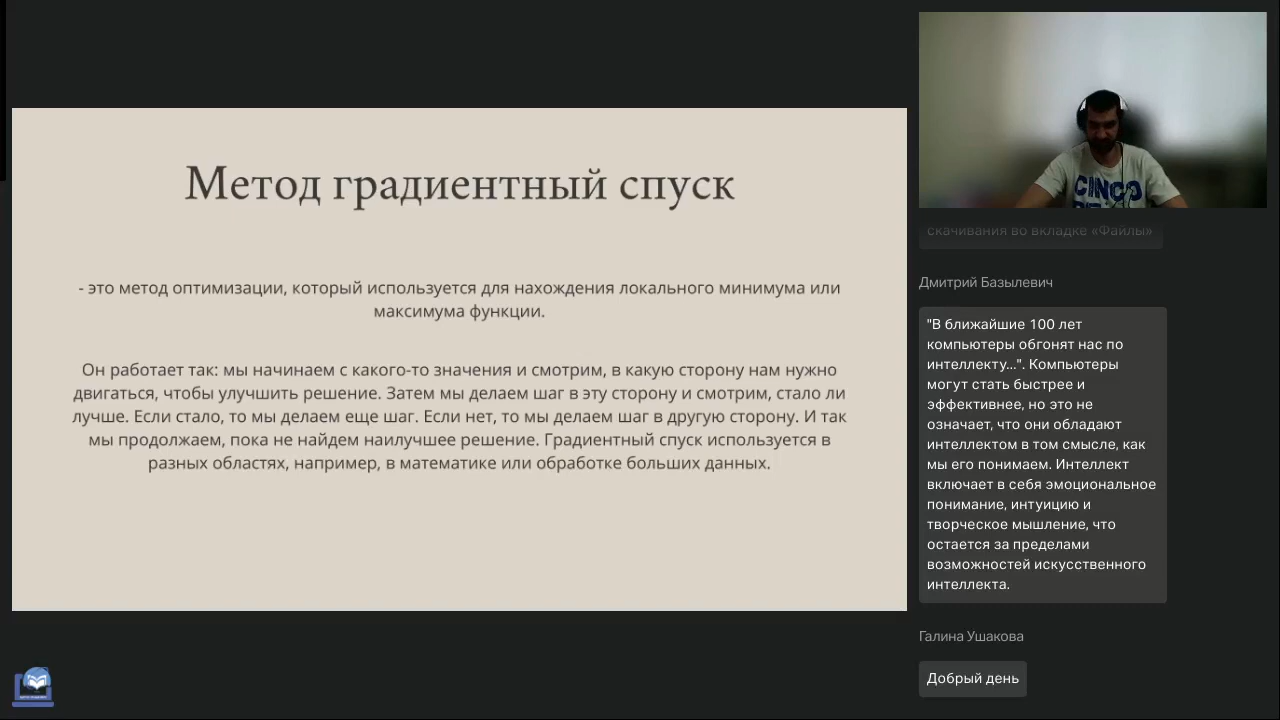 Метод градиентный спуск
- это метод оптимизации, который используется для нахождения локального минимума или
максимума функции.
Он работает так: мы начинаем с какого-то значения и смотрим, в какую сторону нам нужно
двигаться, чтобы улучшить решение. Затем мы делаем шаг в эту сторону и смотрим, стало ли
лучше. Если стало, то мы делаем еще шаг. Если нет, то мы делаем шаг в другую сторону. И так
мы продолжаем, пока не найдем наилучшее решение. Градиентный спуск используется в
разных областях, например, в математике или обработке больших данных.
CINCO
скачивания во вкладке «Файлы»
Дмитрий Базылевич
"В ближайшие 100 лет
компьютеры обгонят нас по
интеллекту...". Компьютеры
могут стать быстрее и
эффективнее, но это не
означает, что они обладают
интеллектом в том смысле, как
мы его понимаем. Интеллект
включает в себя эмоциональное
понимание, интуицию и
творческое мышление, что
остается за пределами
возможностей искусственного
интеллекта.
Галина Ушакова
Добрый день